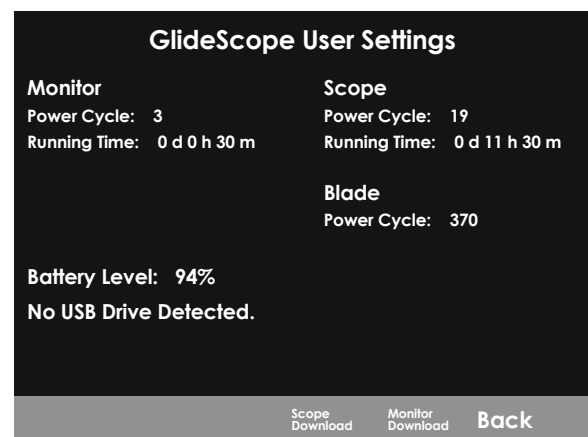 GlideScope User Settings
Monitor
Power Cycle: 3
Running Time: 0 d 0 h 30 m
Scope
Power Cycle: 19
Running Time: 0 d 11 h 30 m
Blade
Power Cycle: 370
Battery Level: 94%
No USB Drive Detected.
Scope
Download
Monitor
Download
Back